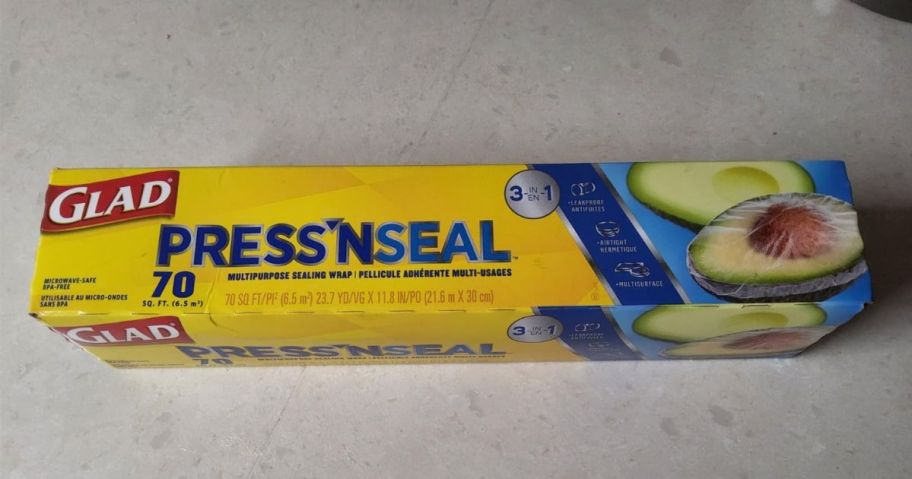 GLAD
PRESS'NSEAL™
MULTIPURPOSE SEALING WRAP | PELLICULE ADHÉRENTE MULTI-USAGES
MICROWAVE-SAFE
BPA-FREE
UTILISABLE AU MICRO-ONDES
SANS BPA
70
SQ. FT. (6.5 m²)
70 SQ FT/PI² (6.5 m²) 23.7 YD/VG X 11.8 IN/PO (21.6 m X 30 cm)
3-IN/EN-1
•LEAKPROOF
ANTIFUITES
•AIRTIGHT
HERMÉTIQUE
•MULTISURFACE
GLAD
PRESS'NSEAL
70
3-IN/EN-1